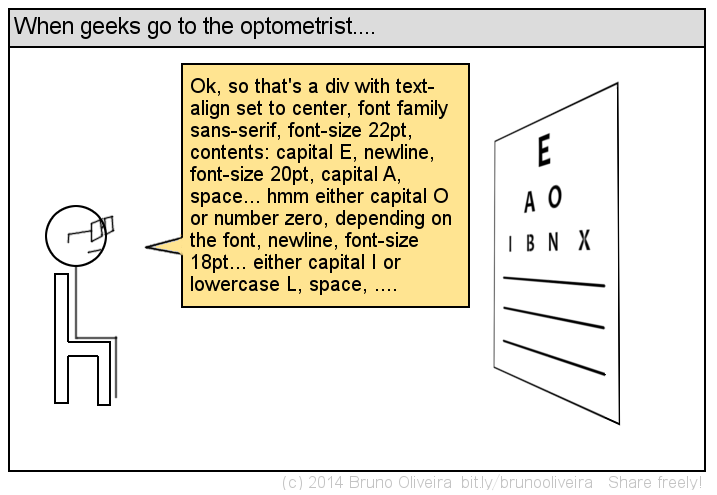 When geeks go to the optometrist....
Ok, so that's a div with text-
align set to center, font family
sans-serif, font-size 22pt,
contents: capital E, newline,
font-size 20pt, capital A,
space... hmm either capital O
or number zero, depending on
the font, newline, font-size
18pt... either capital I or
lowercase L, space, ....
E
A O
I B N X
(c) 2014 Bruno Oliveira bit.ly/brunooliveira Share freely!